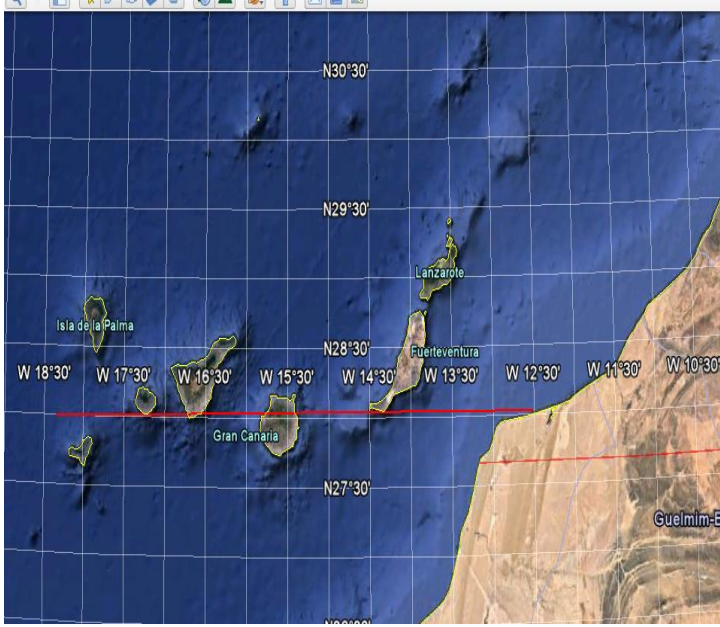 N30°30'
N29°30'
Lanzarote
Isla de la Palma
N28°30'
Fuerteventura
W 18°30' W 17°30' W 16°30' W 15°30' W 14°30' W 13°30' W 12°30' W 11°30' W 10°30'
Gran Canaria
N27°30'